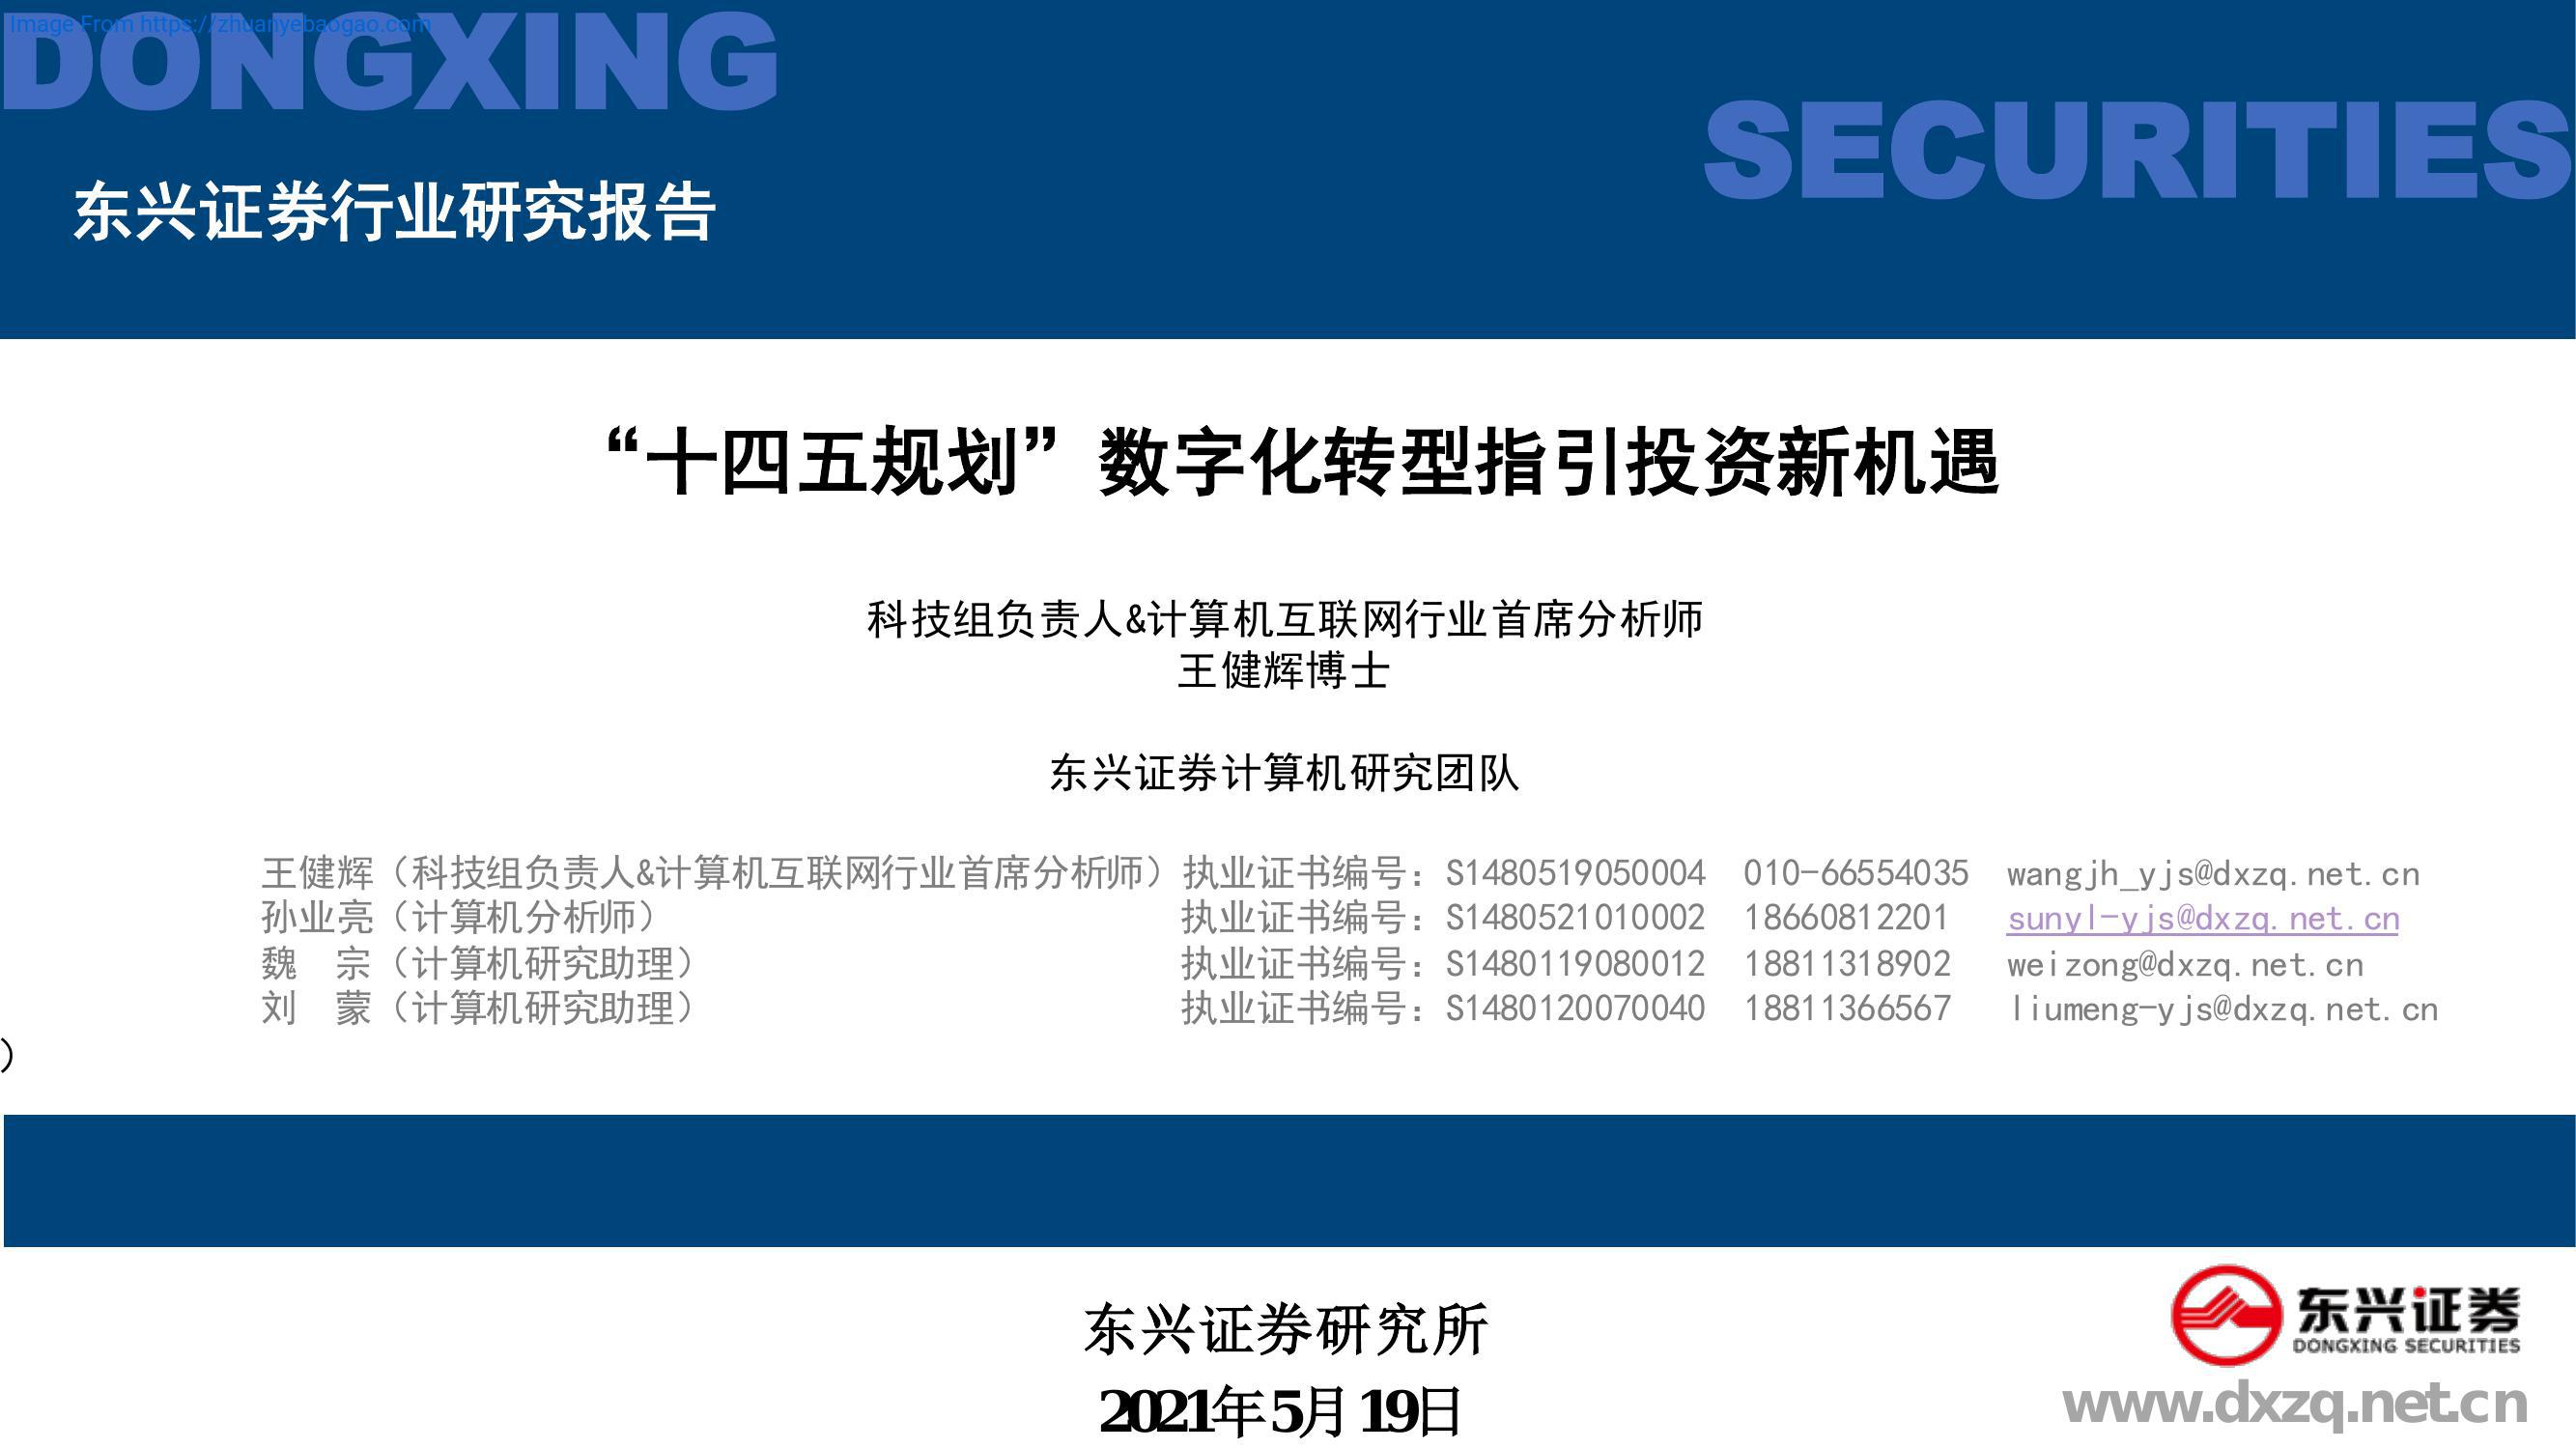 Image From https://zhuanyebaogao.com
DONGXING
SECURITIES
东兴证券行业研究报告
“十四五规划”数字化转型指引投资新机遇
科技组负责人&计算机互联网行业首席分析师
王健辉博士
东兴证券计算机研究团队
王健辉（科技组负责人&计算机互联网行业首席分析师）执业证书编号：S1480519050004 010-66554035 wangjh_yjs@dxzq.net.cn
孙业亮（计算机分析师） 执业证书编号：S1480521010002 18660812201 sunyl-yjs@dxzq.net.cn
魏　宗（计算机研究助理） 执业证书编号：S1480119080012 18811318902 weizong@dxzq.net.cn
刘　蒙（计算机研究助理） 执业证书编号：S1480120070040 18811366567 liumeng-yjs@dxzq.net.cn
）
东兴证券研究所
2021年5月19日
东兴证券
DONGXING SECURITIES
www.dxzq.net.cn